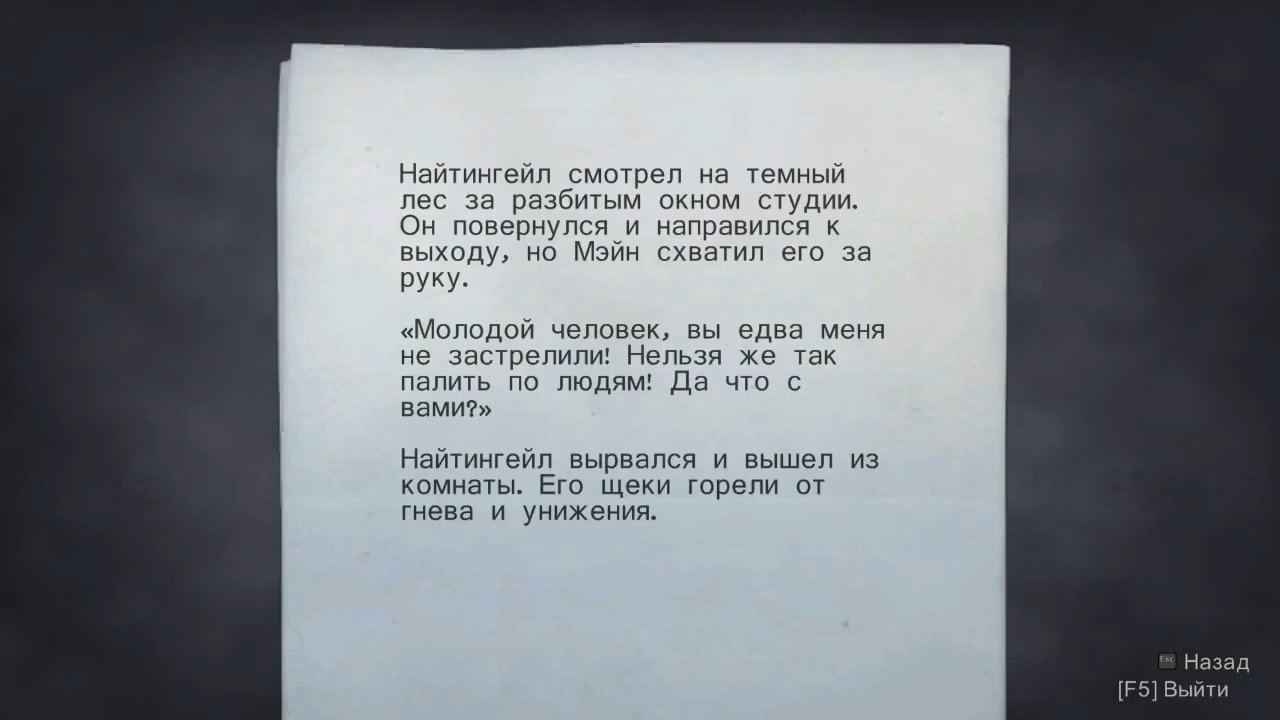 Найтингейл смотрел на темный
лес за разбитым окном студии.
Он повернулся и направился к
выходу, но Мэйн схватил его за
руку.
«Молодой человек, вы едва меня
не застрелили! Нельзя же так
палить по людям! Да что с
вами?»
Найтингейл вырвался и вышел из
комнаты. Его щеки горели от
гнева и унижения.
Esc Назад
[F5] Выйти